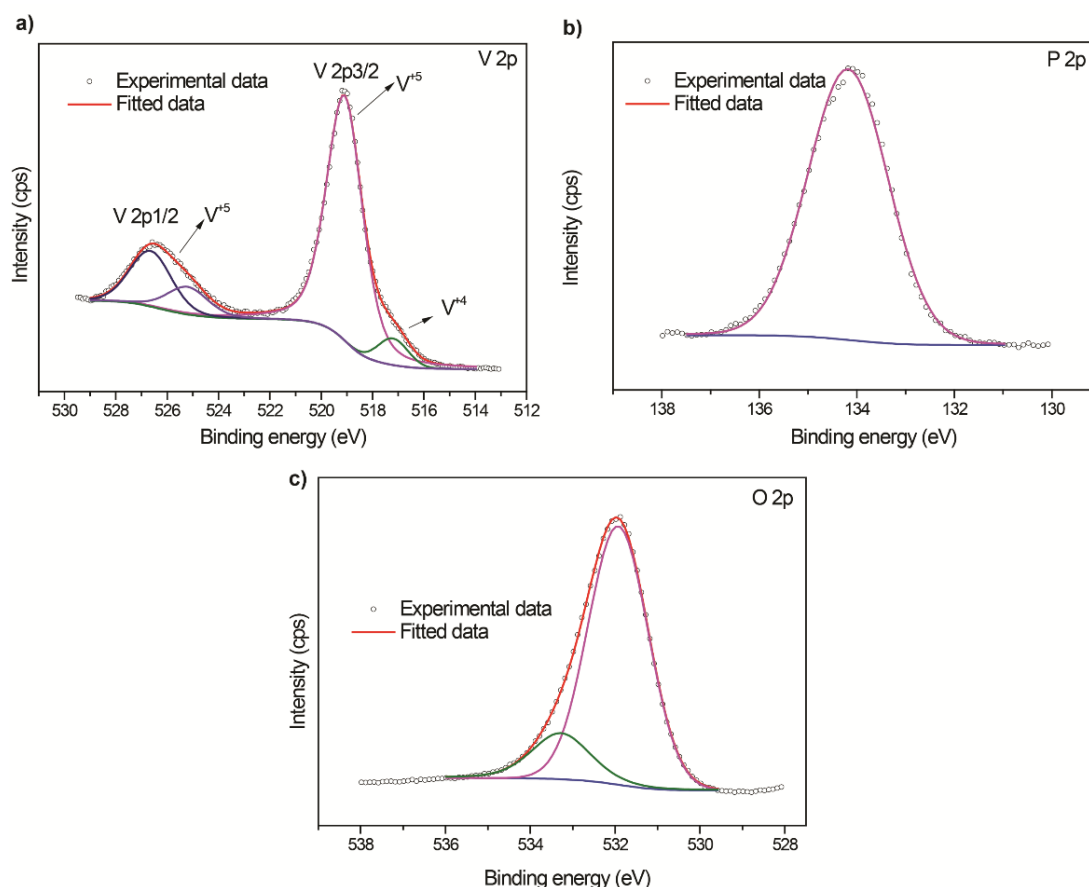 a)
V 2p
Experimental data
Fitted data
V 2p3/2
V+5
V 2p1/2
V+5
V+4
Intensity (cps)
530 528 526 524 522 520 518 516 514 512
Binding energy (eV)
b)
P 2p
Experimental data
Fitted data
Intensity (cps)
138 136 134 132 130
Binding energy (eV)
c)
O 2p
Experimental data
Fitted data
Intensity (cps)
538 536 534 532 530 528
Binding energy (eV)